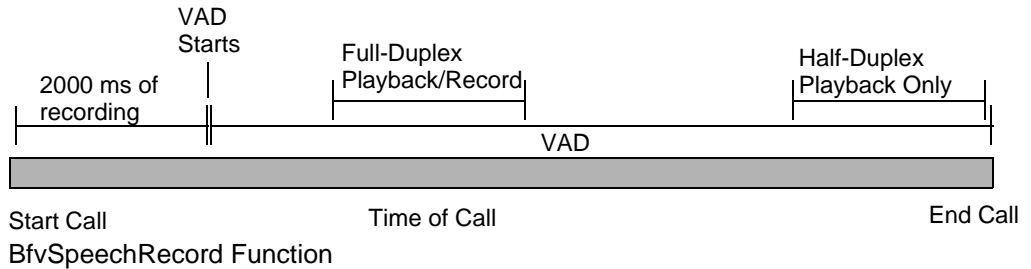 VAD
Starts
Full-Duplex
Playback/Record
Half-Duplex
Playback Only
2000 ms of
recording
VAD
Start Call
Time of Call
End Call
BfvSpeechRecord Function